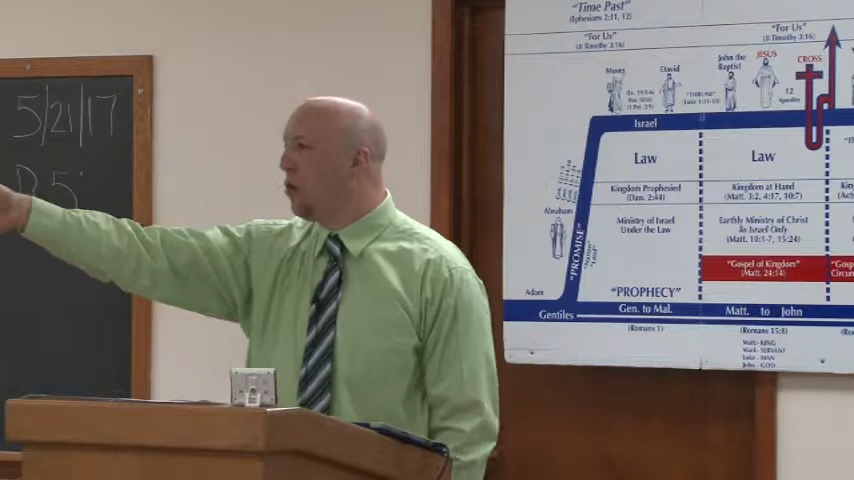 5/21/17
"Time Past"
(Ephesians 2:11, 12)
"For Us"
(II Timothy 3:16)
"For Us"
(II Timothy 3:16)
Moses
David
John the
Baptist
JESUS
CROSS
"THRONE"
12
Apostles
Israel
Law
Law
Kingdom Prophesied
(Dan. 2:44)
Kingdom at Hand
(Matt. 3:2, 4:17, 10:7)
Abraham
"PROMISE"
"Land"
Ministry of Israel
Under the Law
Earthly Ministry of Christ
To Israel Only
(Matt. 10:1-7, 15:24)
"Gospel of Kingdom"
(Matt. 24:14)
Adam
"PROPHECY"
Gentiles
Gen. to Mal.
Matt. to John
(Romans 1)
(Romans 15:8)
Matt.- KING
Mark- SERVANT
Luke - MAN
John - GOD